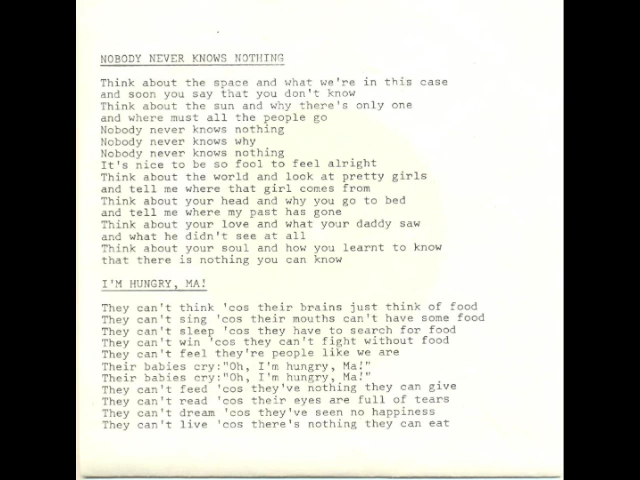 NOBODY NEVER KNOWS NOTHING
Think about the space and what we're in this case
and soon you say that you don't know
Think about the sun and why there's only one
and where must all the people go
Nobody never knows nothing
Nobody never knows why
Nobody never knows nothing
It's nice to be so fool to feel alright
Think about the world and look at pretty girls
and tell me where that girl comes from
Think about your head and why you go to bed
and tell me where my past has gone
Think about your love and what your daddy saw
and what he didn't see at all
Think about your soul and how you learnt to know
that there is nothing you can know
I'M HUNGRY, MA!
They can't think 'cos their brains just think of food
They can't sing 'cos their mouths can't have some food
They can't sleep 'cos they have to search for food
They can't win 'cos they can't fight without food
They can't feel they're people like we are
Their babies cry:"Oh, I'm hungry, Ma!"
Their babies cry:"Oh, I'm hungry, Ma!"
They can't feed 'cos they've nothing they can give
They can't read 'cos their eyes are full of tears
They can't dream 'cos they've seen no happiness
They can't live 'cos there's nothing they can eat